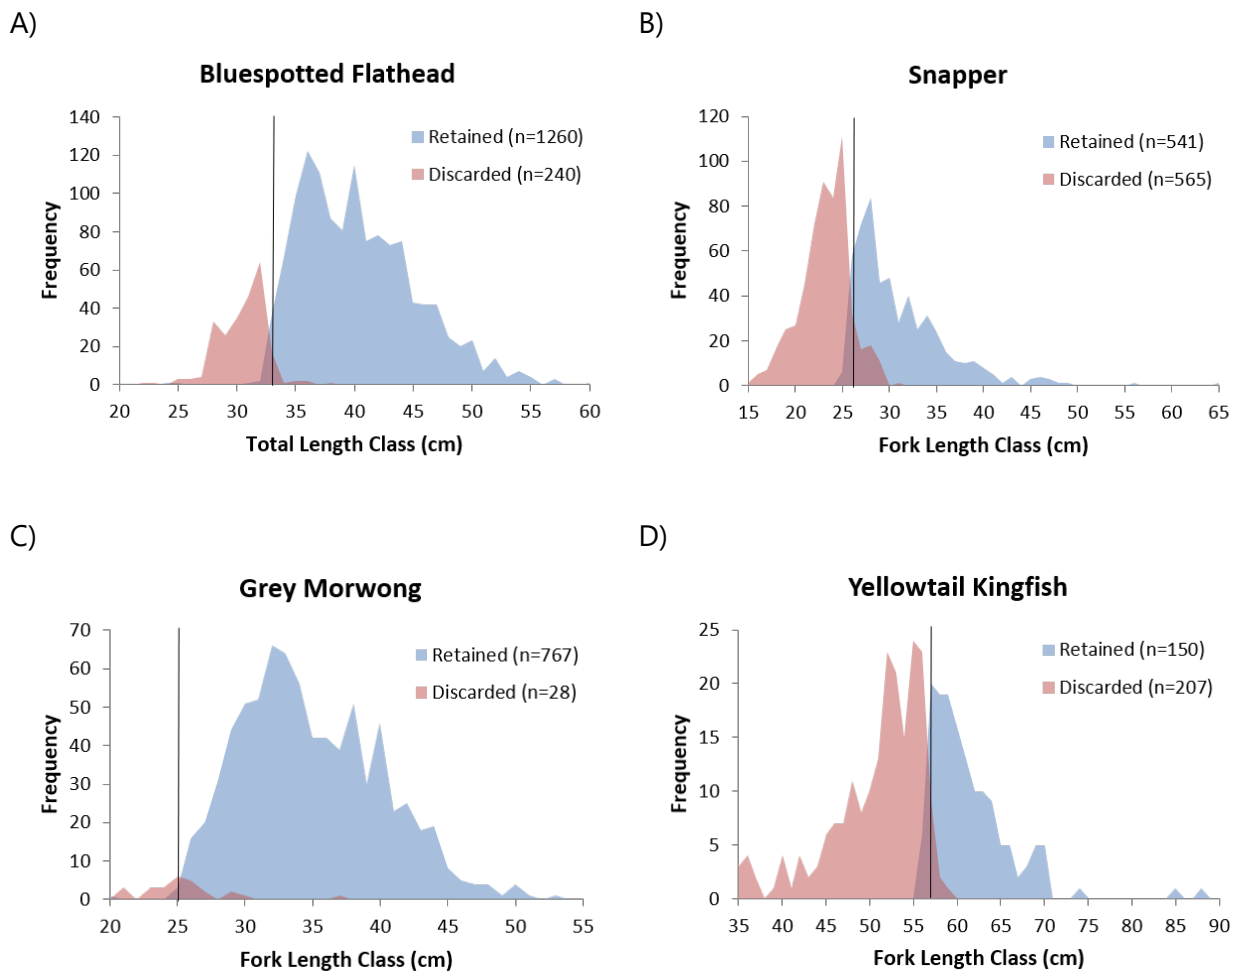 A)
Bluespotted Flathead
Retained (n=1260)
Discarded (n=240)
Frequency
140
120
100
80
60
40
20
0
20 25 30 35 40 45 50 55 60
Total Length Class (cm)
B)
Snapper
Retained (n=541)
Discarded (n=565)
Frequency
120
100
80
60
40
20
0
15 20 25 30 35 40 45 50 55 60 65
Fork Length Class (cm)
C)
Grey Morwong
Retained (n=767)
Discarded (n=28)
Frequency
70
60
50
40
30
20
10
0
20 25 30 35 40 45 50 55
Fork Length Class (cm)
D)
Yellowtail Kingfish
Retained (n=150)
Discarded (n=207)
Frequency
25
20
15
10
5
0
35 40 45 50 55 60 65 70 75 80 85 90
Fork Length Class (cm)